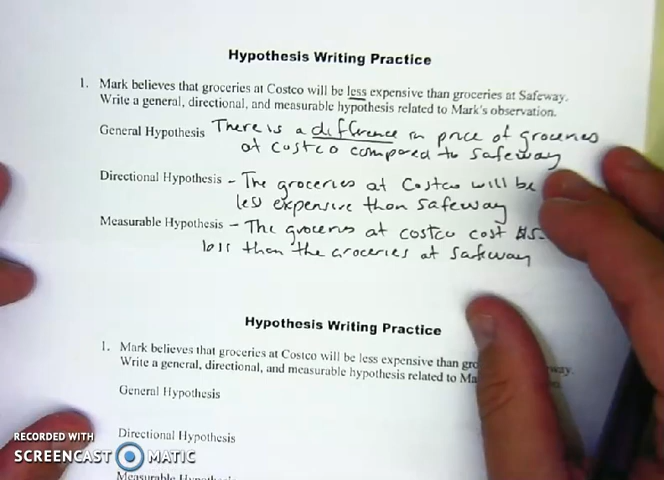 Hypothesis Writing Practice
1. Mark believes that groceries at Costco will be less expensive than groceries at Safeway.
Write a general, directional, and measurable hypothesis related to Mark's observation.
General Hypothesis There is a difference in price of groceries
at Costco compared to Safeway
Directional Hypothesis - The groceries at Costco will be
less expensive than Safeway
Measurable Hypothesis - The groceries at costco cost $5-
less than the groceries at Safeway
Hypothesis Writing Practice
1. Mark believes that groceries at Costco will be less expensive than gro way.
Write a general, directional, and measurable hypothesis related to Ma
General Hypothesis
Directional Hypothesis
Measurable
RECORDED WITH
SCREENCAST MATIC